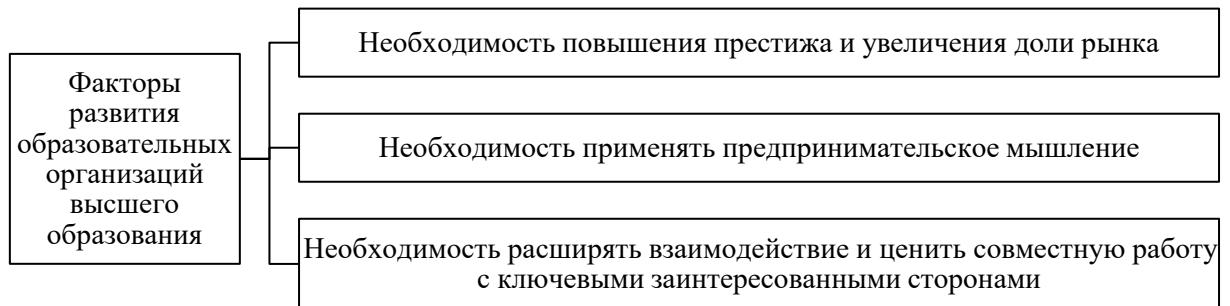 Факторы
развития
образовательных
организаций
высшего
образования
Необходимость повышения престижа и увеличения доли рынка
Необходимость применять предпринимательское мышление
Необходимость расширять взаимодействие и ценить совместную работу
с ключевыми заинтересованными сторонами